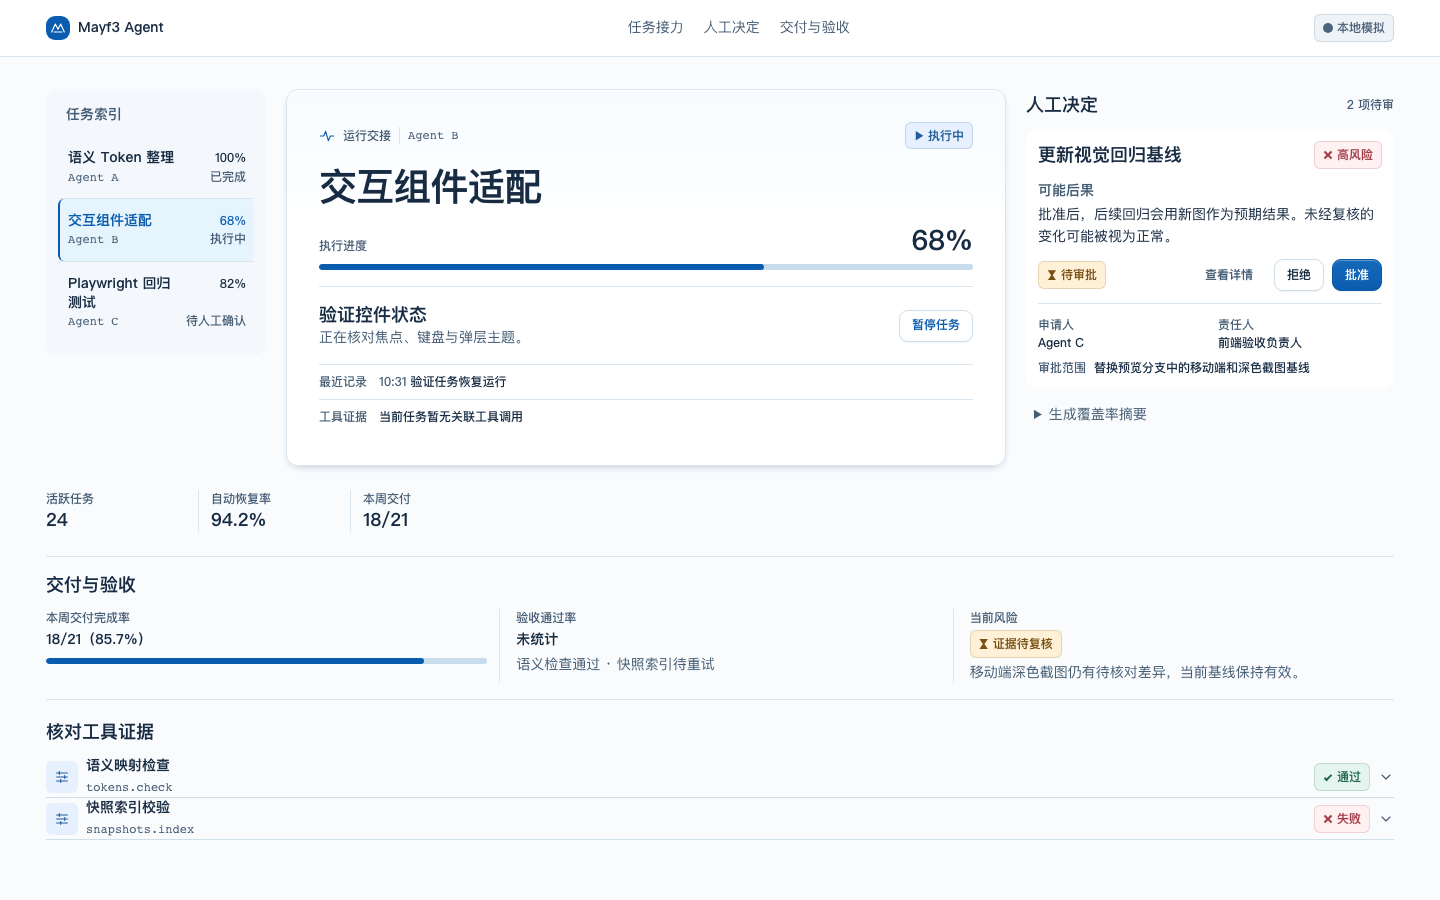 Mayf3 Agent
任务接力
人工决定
交付与验收
本地模拟
任务索引
语义 Token 整理
100%
Agent A
已完成
交互组件适配
68%
Agent B
执行中
Playwright 回归
测试
82%
Agent C
待人工确认
运行交接
Agent B
执行中
交互组件适配
执行进度
68%
验证控件状态
正在核对焦点、键盘与弹层主题。
暂停任务
最近记录 10:31 验证任务恢复运行
工具证据 当前任务暂无关联工具调用
人工决定
2 项待审
更新视觉回归基线
高风险
可能后果
批准后，后续回归会用新图作为预期结果。未经复核的
变化可能被视为正常。
待审批
查看详情
拒绝
批准
申请人
Agent C
责任人
前端验收负责人
审批范围 替换预览分支中的移动端和深色截图基线
生成覆盖率摘要
活跃任务
24
自动恢复率
94.2%
本周交付
18/21
交付与验收
本周交付完成率
18/21（85.7%）
验收通过率
未统计
语义检查通过 · 快照索引待重试
当前风险
证据待复核
移动端深色截图仍有待核对差异，当前基线保持有效。
核对工具证据
语义映射检查
tokens.check
通过
快照索引校验
snapshots.index
失败